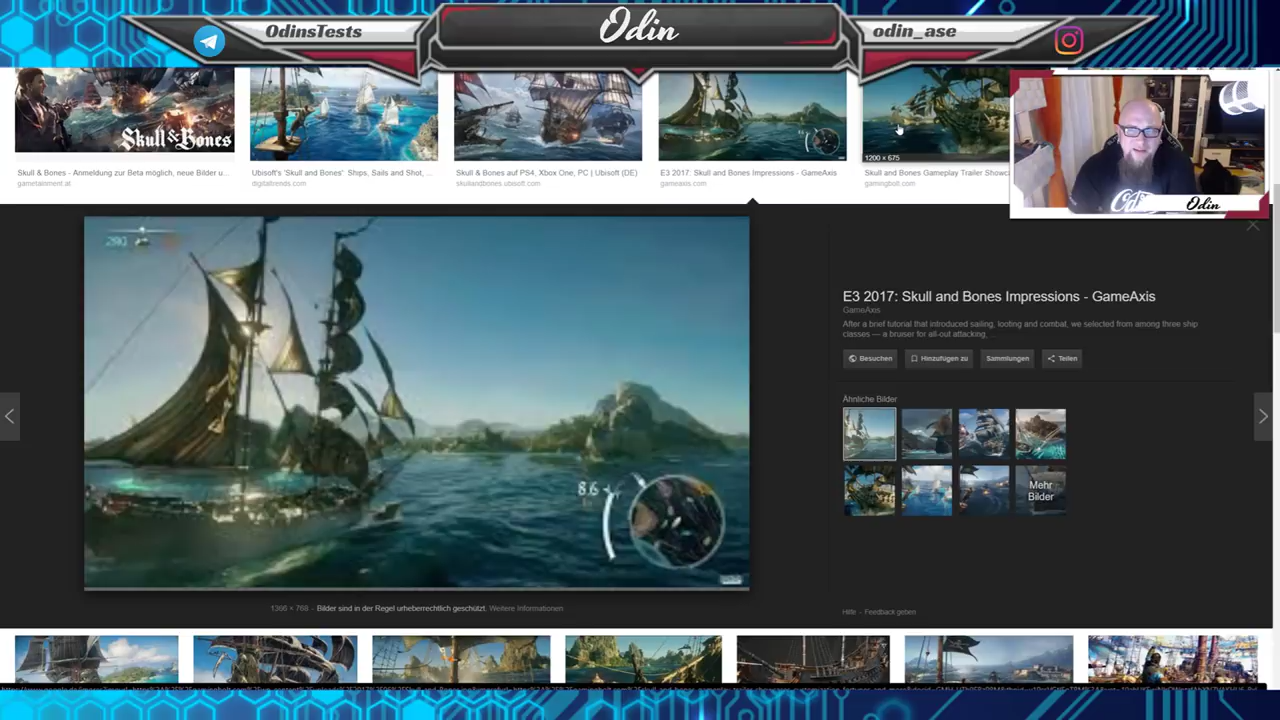 OdinsTests
Odin
odin_ase
Skull & Bones
Skull & Bones - Anmeldung zur Beta möglich, neue Bilder u...
gametainment.at
Ubisoft's 'Skull and Bones' Ships, Sails and Shot, ...
digitaltrends.com
Skull & Bones auf PS4, Xbox One, PC | Ubisoft (DE)
skullandbones.ubisoft.com
E3 2017: Skull and Bones Impressions - GameAxis
gameaxis.com
1200 × 675
Skull and Bones Gameplay Trailer Showc
gamingbolt.com
Odin
290
86
E3 2017: Skull and Bones Impressions - GameAxis
GameAxis
After a brief tutorial that introduced sailing, looting and combat, we selected from among three ship
classes — a bruiser for all-out attacking,
Besuchen
Hinzufügen zu
Sammlungen
Teilen
Ähnliche Bilder
Mehr
Bilder
1366 × 768 - Bilder sind in der Regel urheberrechtlich geschützt. Weitere Informationen
Hilfe - Feedback geben